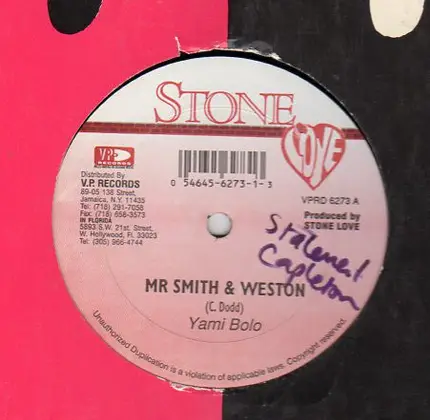 STONE
LOVE
VP
RECORDS
0 54645-6273-1-3
Distributed By
V.P. RECORDS
89-05 138 Street,
Jamaica, N.Y. 11435
Tel: (718) 291-7058
Fax: (718) 658-3573
IN FLORIDA
5893 S.W. 21st. Street,
W. Hollywood, Fl. 33023
Tel: (305) 966-4744
VPRD 6273 A
Produced by
STONE LOVE
Statement
Capleton
MR SMITH & WESTON
(C. Dodd)
Yami Bolo
Unauthorized Duplication is a violation of applicable laws. Copyright reserved.